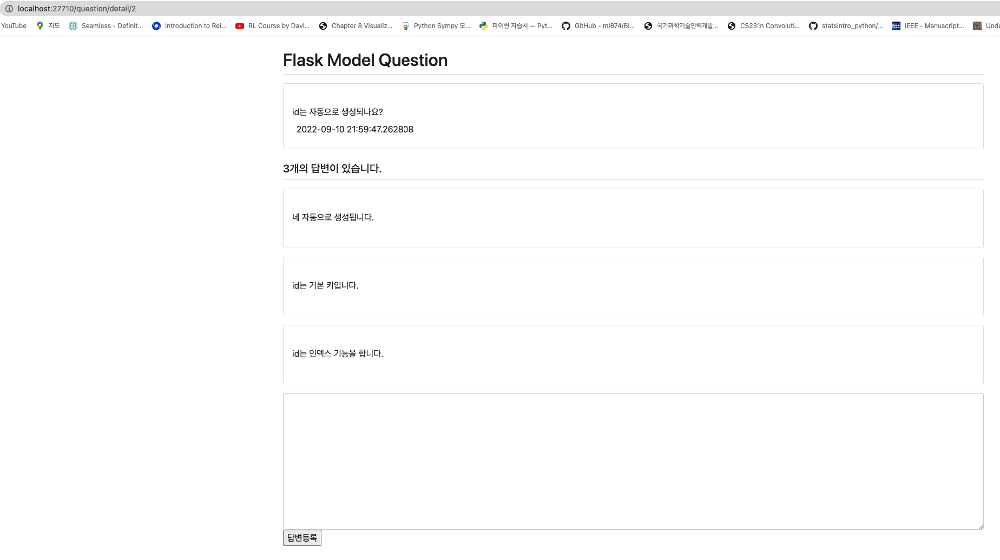 localhost:27710/question/detail/2
YouTube 지도 Seamless - Definit... Introduction to Rei... RL Course by Davi... Chapter 8 Visualiz... Python Sympy 모... 파이썬 자습서 — Pyt... GitHub - ml874/Bl... 국가과학기술인력개발... CS231n Convoluti... statsintro_python/... IEEE - Manuscript... Unde
Flask Model Question
id는 자동으로 생성되나요?
2022-09-10 21:59:47.262808
3개의 답변이 있습니다.
네 자동으로 생성됩니다.
id는 기본 키입니다.
id는 인덱스 기능을 합니다.
답변등록